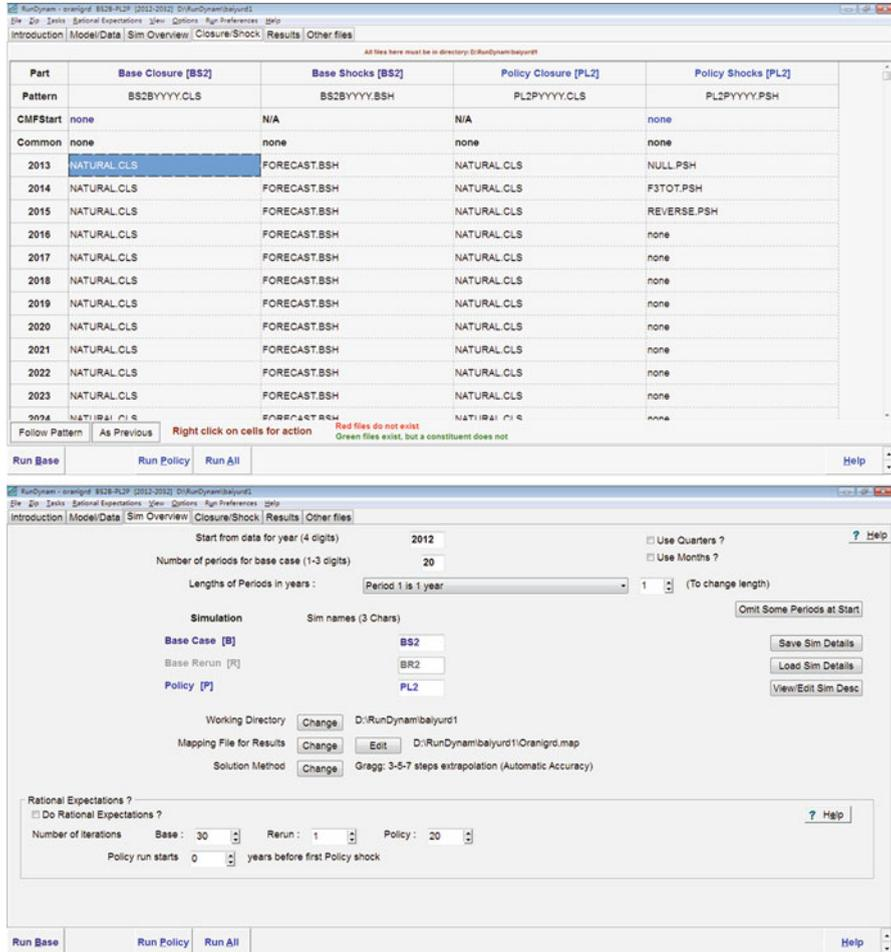 RunDynam - oranigrd BS2B-PL2P [2012-2032] D:\RunDynam\baiyurd1
File Zip Tasks Rational Expectations View Options Run Preferences Help
Introduction Model/Data Sim Overview Closure/Shock Results Other files
All files here must be in directory: D:\RunDynam\baiyurd1
Part Base Closure [BS2] Base Shocks [BS2] Policy Closure [PL2] Policy Shocks [PL2]
Pattern BS2BYYYY.CLS BS2BYYYY.BSH PL2PYYYY.CLS PL2PYYYY.PSH
CMFStart none N/A N/A none
Common none none none none
2013 NATURAL.CLS FORECAST.BSH NATURAL.CLS NULL.PSH
2014 NATURAL.CLS FORECAST.BSH NATURAL.CLS F3TOT.PSH
2015 NATURAL.CLS FORECAST.BSH NATURAL.CLS REVERSE.PSH
2016 NATURAL.CLS FORECAST.BSH NATURAL.CLS none
2017 NATURAL.CLS FORECAST.BSH NATURAL.CLS none
2018 NATURAL.CLS FORECAST.BSH NATURAL.CLS none
2019 NATURAL.CLS FORECAST.BSH NATURAL.CLS none
2020 NATURAL.CLS FORECAST.BSH NATURAL.CLS none
2021 NATURAL.CLS FORECAST.BSH NATURAL.CLS none
2022 NATURAL.CLS FORECAST.BSH NATURAL.CLS none
2023 NATURAL.CLS FORECAST.BSH NATURAL.CLS none
2024 NATURAL.CLS FORECAST.BSH NATURAL.CLS none
Follow Pattern As Previous Right click on cells for action Red files do not exist
Green files exist, but a constituent does not
Run Base Run Policy Run All Help
RunDynam - oranigrd BS2B-PL2P [2012-2032] D:\RunDynam\baiyurd1
File Zip Tasks Rational Expectations View Options Run Preferences Help
Introduction Model/Data Sim Overview Closure/Shock Results Other files
Start from data for year (4 digits) 2012 Use Quarters ? ? Help
Number of periods for base case (1-3 digits) 20 Use Months ?
Lengths of Periods in years : Period 1 is 1 year 1 (To change length)
Omit Some Periods at Start
Simulation Sim names (3 Chars)
Base Case [B] BS2 Save Sim Details
Base Rerun [R] BR2 Load Sim Details
Policy [P] PL2 View/Edit Sim Desc
Working Directory Change D:\RunDynam\baiyurd1
Mapping File for Results Change Edit D:\RunDynam\baiyurd1\Oranigrd.map
Solution Method Change Gragg: 3-5-7 steps extrapolation (Automatic Accuracy)
Rational Expectations ?
Do Rational Expectations ? ? Help
Number of iterations Base : 30 Rerun : 1 Policy : 20
Policy run starts 0 years before first Policy shock
Run Base Run Policy Run All Help